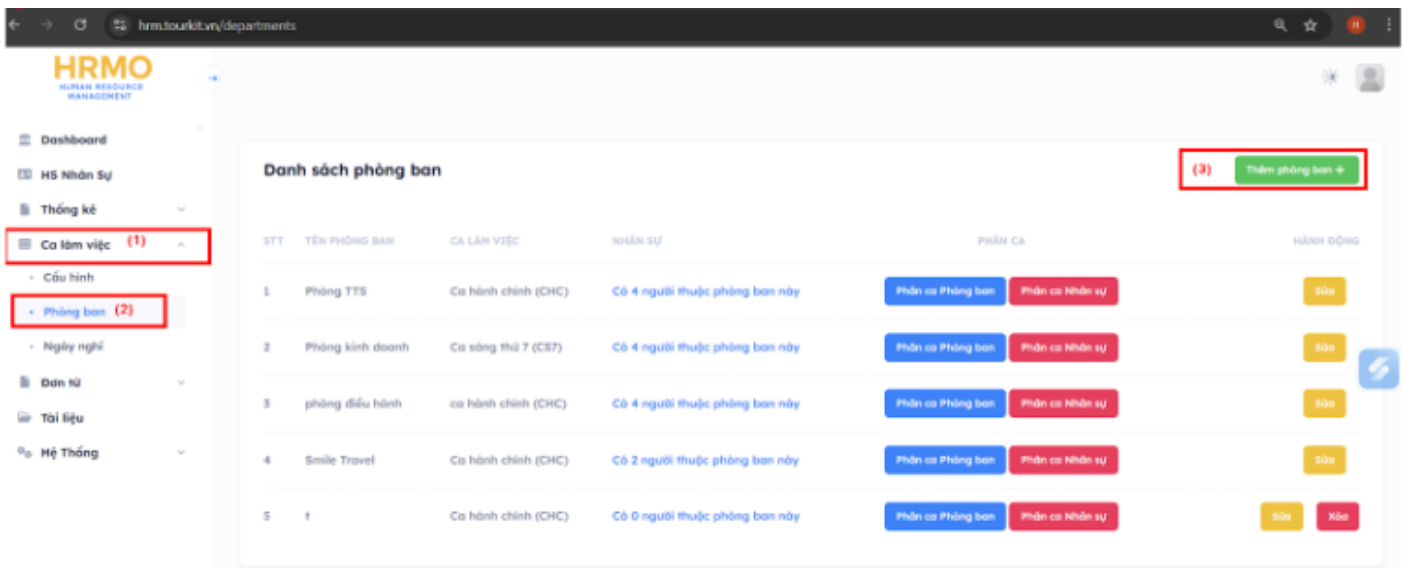 hrm.tourkit.vn/departments
H
HRMO
HUMAN RESOURCE
MANAGEMENT
Dashboard
HS Nhân Sự
Thống kê
Ca làm việc (1)
Cấu hình
Phòng ban (2)
Ngày nghỉ
Đơn từ
Tài liệu
Hệ Thống
Danh sách phòng ban
(3) Thêm phòng ban +
STT TÊN PHÒNG BAN CA LÀM VIỆC NHÂN SỰ PHÂN CA HÀNH ĐỘNG
1 Phòng TTS Ca hành chính (CHC) Có 4 người thuộc phòng ban này Phân ca Phòng ban Phân ca Nhân sự Sửa
2 Phòng kinh doanh Ca sáng thứ 7 (CS7) Có 4 người thuộc phòng ban này Phân ca Phòng ban Phân ca Nhân sự Sửa
3 phòng điều hành ca hành chính (CHC) Có 4 người thuộc phòng ban này Phân ca Phòng ban Phân ca Nhân sự Sửa
4 Smile Travel Ca hành chính (CHC) Có 2 người thuộc phòng ban này Phân ca Phòng ban Phân ca Nhân sự Sửa
5 t Ca hành chính (CHC) Có 0 người thuộc phòng ban này Phân ca Phòng ban Phân ca Nhân sự Sửa Xóa